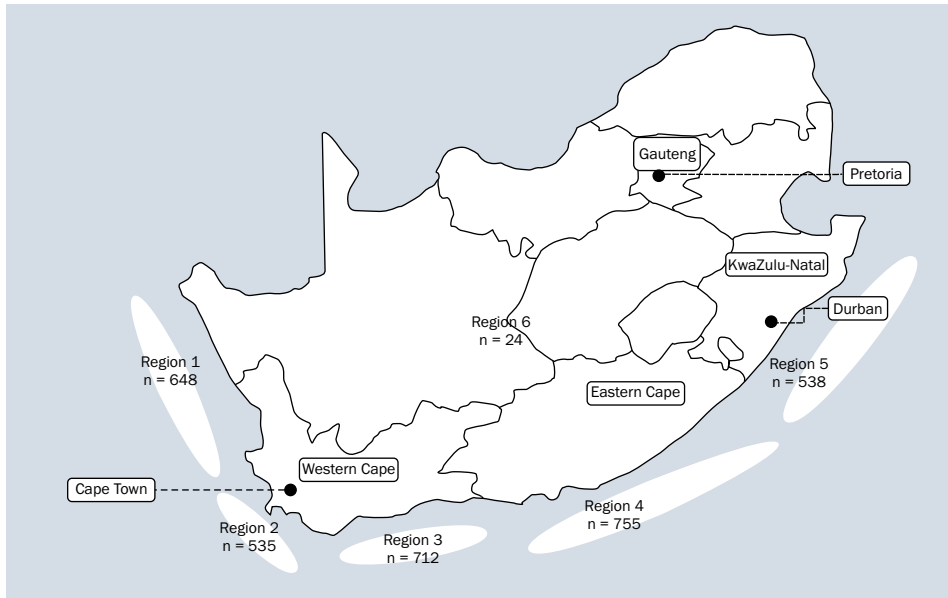 Gauteng
Pretoria
KwaZulu-Natal
Durban
Region 6
n = 24
Region 1
n = 648
Region 5
n = 538
Eastern Cape
Western Cape
Cape Town
Region 4
n = 755
Region 2
n = 535
Region 3
n = 712